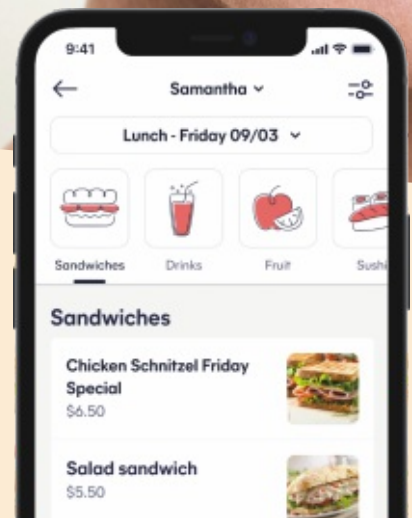 9:41
Samantha
Lunch - Friday 09/03
Sandwiches
Drinks
Fruit
Sushi
Sandwiches
Chicken Schnitzel Friday
Special
$6.50
Salad sandwich
$5.50